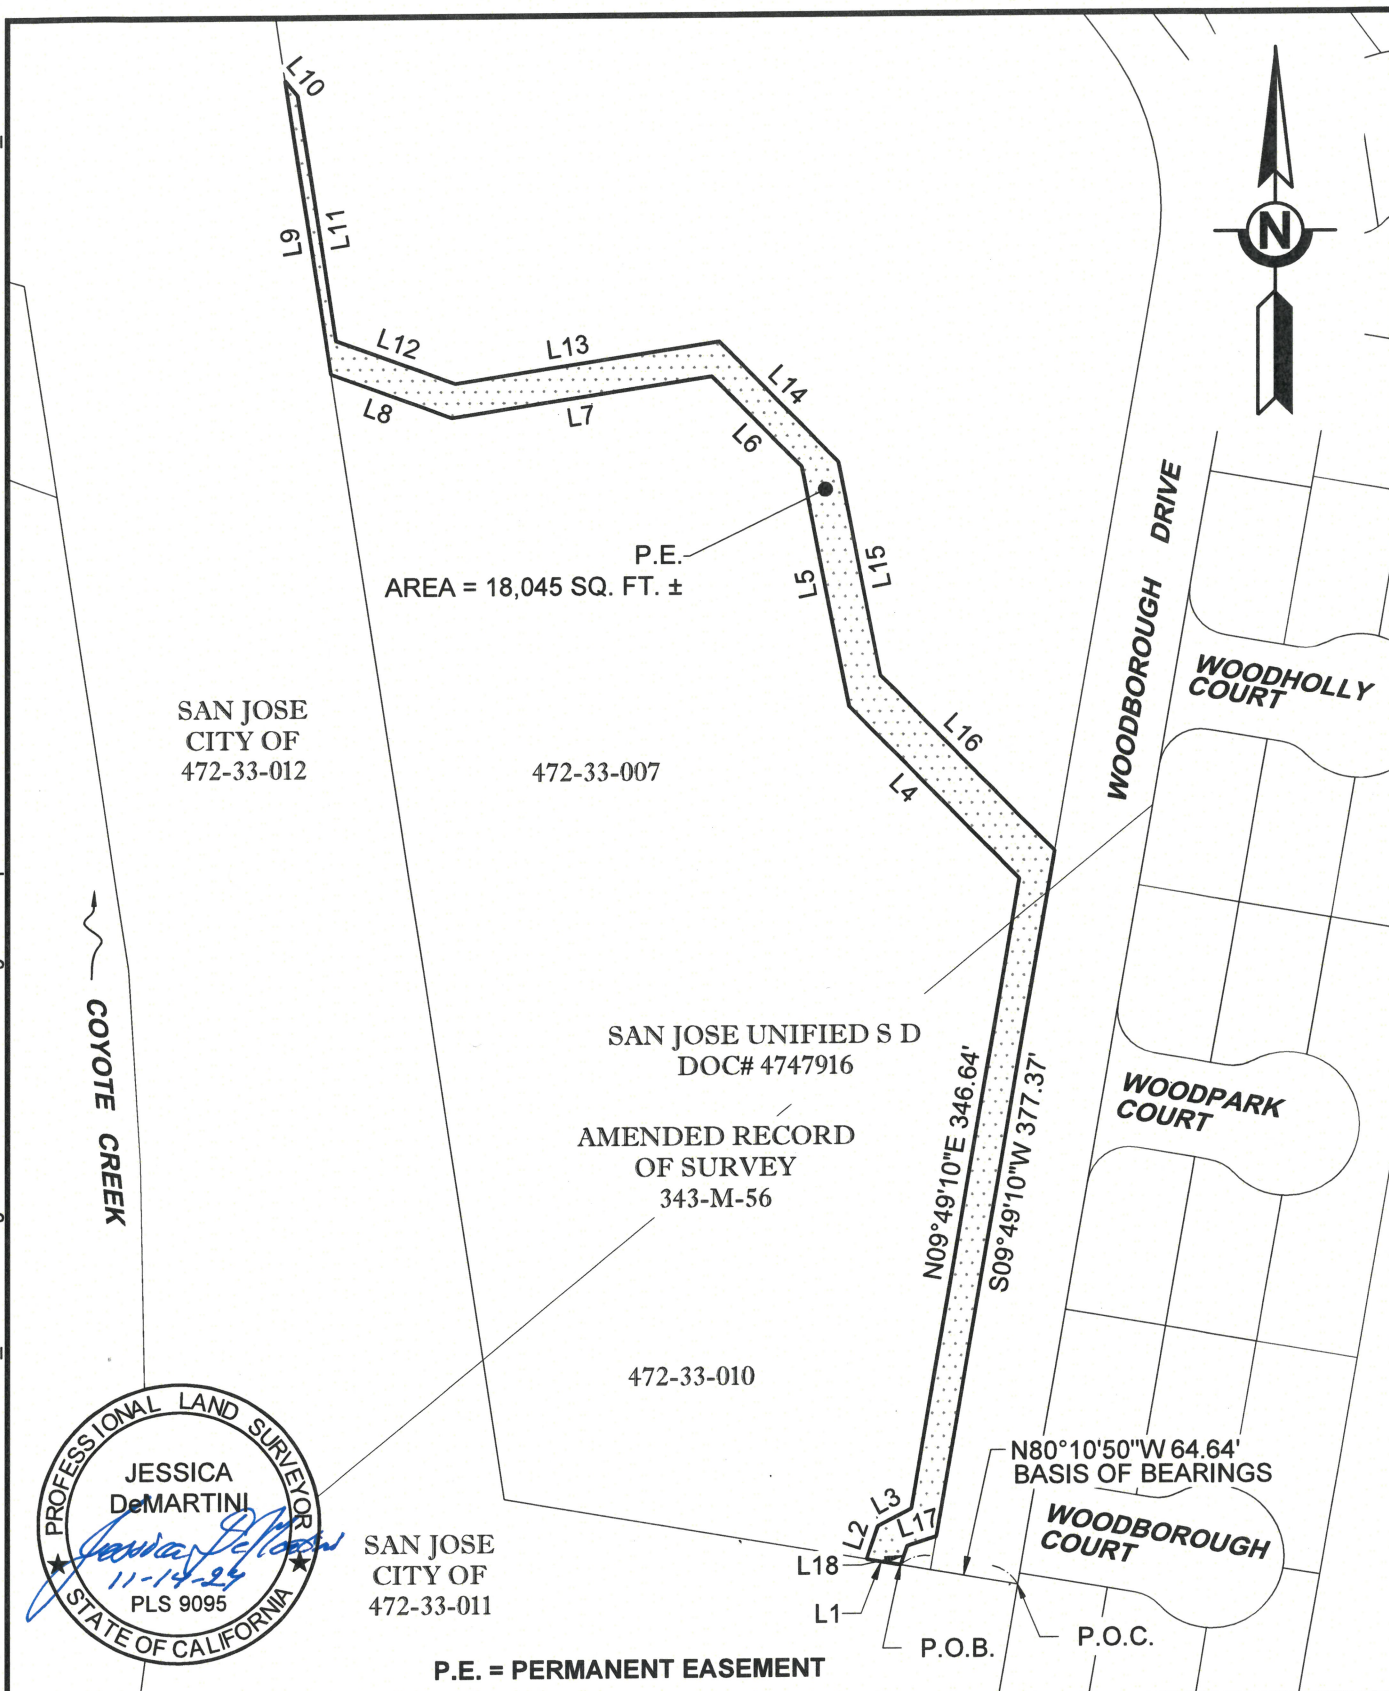 L10
N
L9
L11
L12
L13
L14
L8
L7
L6
P.E.
AREA = 18,045 SQ. FT. ±
L5
L15
WOODBOROUGH DRIVE
WOODHOLLY
COURT
SAN JOSE
CITY OF
472-33-012
472-33-007
L16
L4
COYOTE CREEK
SAN JOSE UNIFIED S D
DOC# 4747916
AMENDED RECORD
OF SURVEY
343-M-56
N09°49'10"E 346.64'
S09°49'10"W 377.37'
WOODPARK
COURT
472-33-010
N80°10'50"W 64.64'
BASIS OF BEARINGS
WOODBOROUGH
COURT
L3
L2
L17
L18
L1
P.O.B.
P.O.C.
PROFESSIONAL LAND SURVEYOR
JESSICA
DeMARTINI
Jessica DeMartini
11-14-24
PLS 9095
STATE OF CALIFORNIA
SAN JOSE
CITY OF
472-33-011
P.E. = PERMANENT EASEMENT